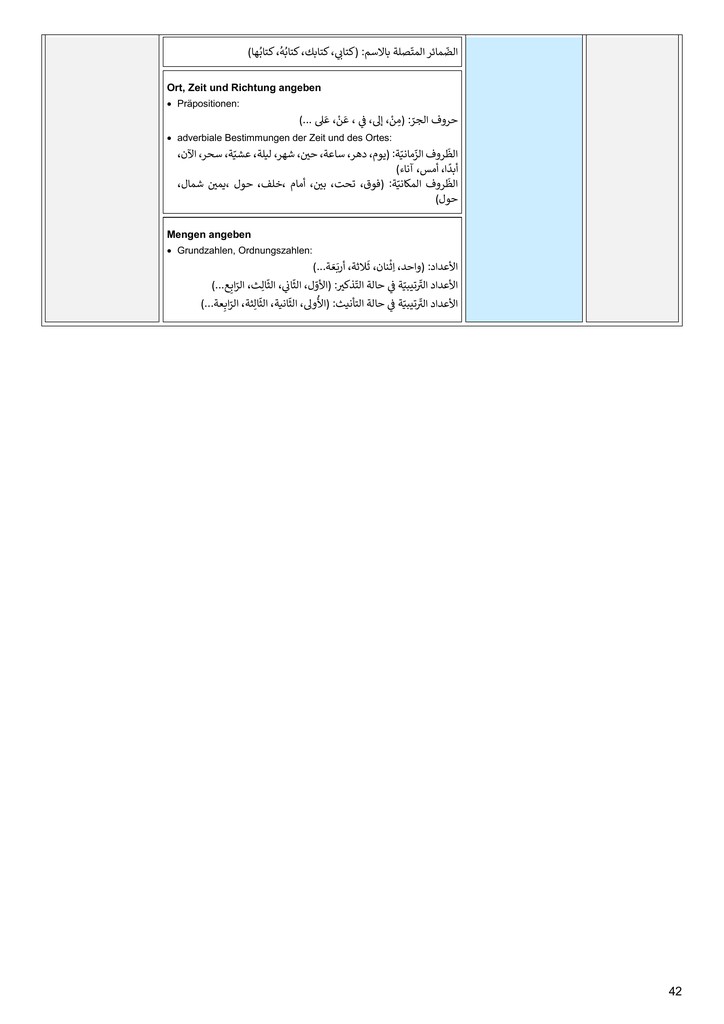 الضّمائر المتّصلة بالاسم: (كتابي، كتابك، كتابُهُ، كتابُها)
Ort, Zeit und Richtung angeben
• Präpositionen:
حروف الجرّ: (مِنْ، إلى، في ، عَنْ، عَلى ...)
• adverbiale Bestimmungen der Zeit und des Ortes:
الظّروف الزّمانيّة: (يوم، دهر، ساعة، حين، شهر، ليلة، عشيّة، سحر، الآن،
أبدًا، أمس، آناء)
الظّروف المكانيّة: (فوق، تحت، بين، أمام ،خلف، حول ،يمين شمال،
حول)
Mengen angeben
• Grundzahlen, Ordnungszahlen:
الأعداد: (واحد، اِثْنان، ثَلاثة، أربَعَة...)
الأعداد التّرتيبيّة في حالة التّذكير: (الأوّل، الثّاني، الثّالِث، الرّابِع...)
الأعداد التّرتيبيّة في حالة التأنيث: (الأُولى، الثّانية، الثّالِثة، الرّابِعة...)
42